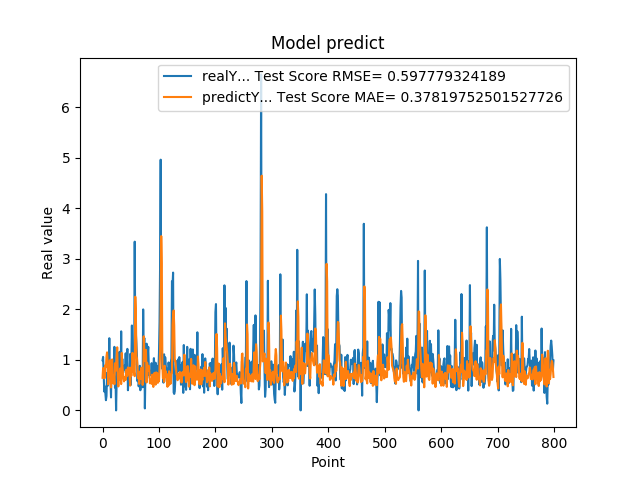 Model predict
realY... Test Score RMSE= 0.597779324189
predictY... Test Score MAE= 0.37819752501527726
Real value
6
5
4
3
2
1
0
0 100 200 300 400 500 600 700 800
Point